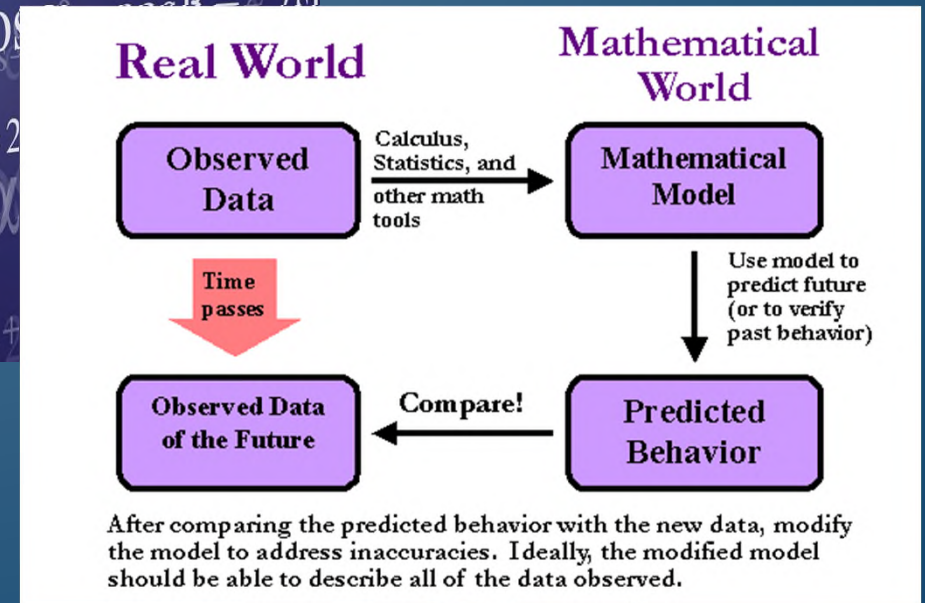 Real World
Mathematical
World
Observed
Data
Calculus,
Statistics, and
other math
tools
Mathematical
Model
Time
passes
Use model to
predict future
(or to verify
past behavior)
Observed Data
of the Future
Compare!
Predicted
Behavior
After comparing the predicted behavior with the new data, modify
the model to address inaccuracies. Ideally, the modified model
should be able to describe all of the data observed.